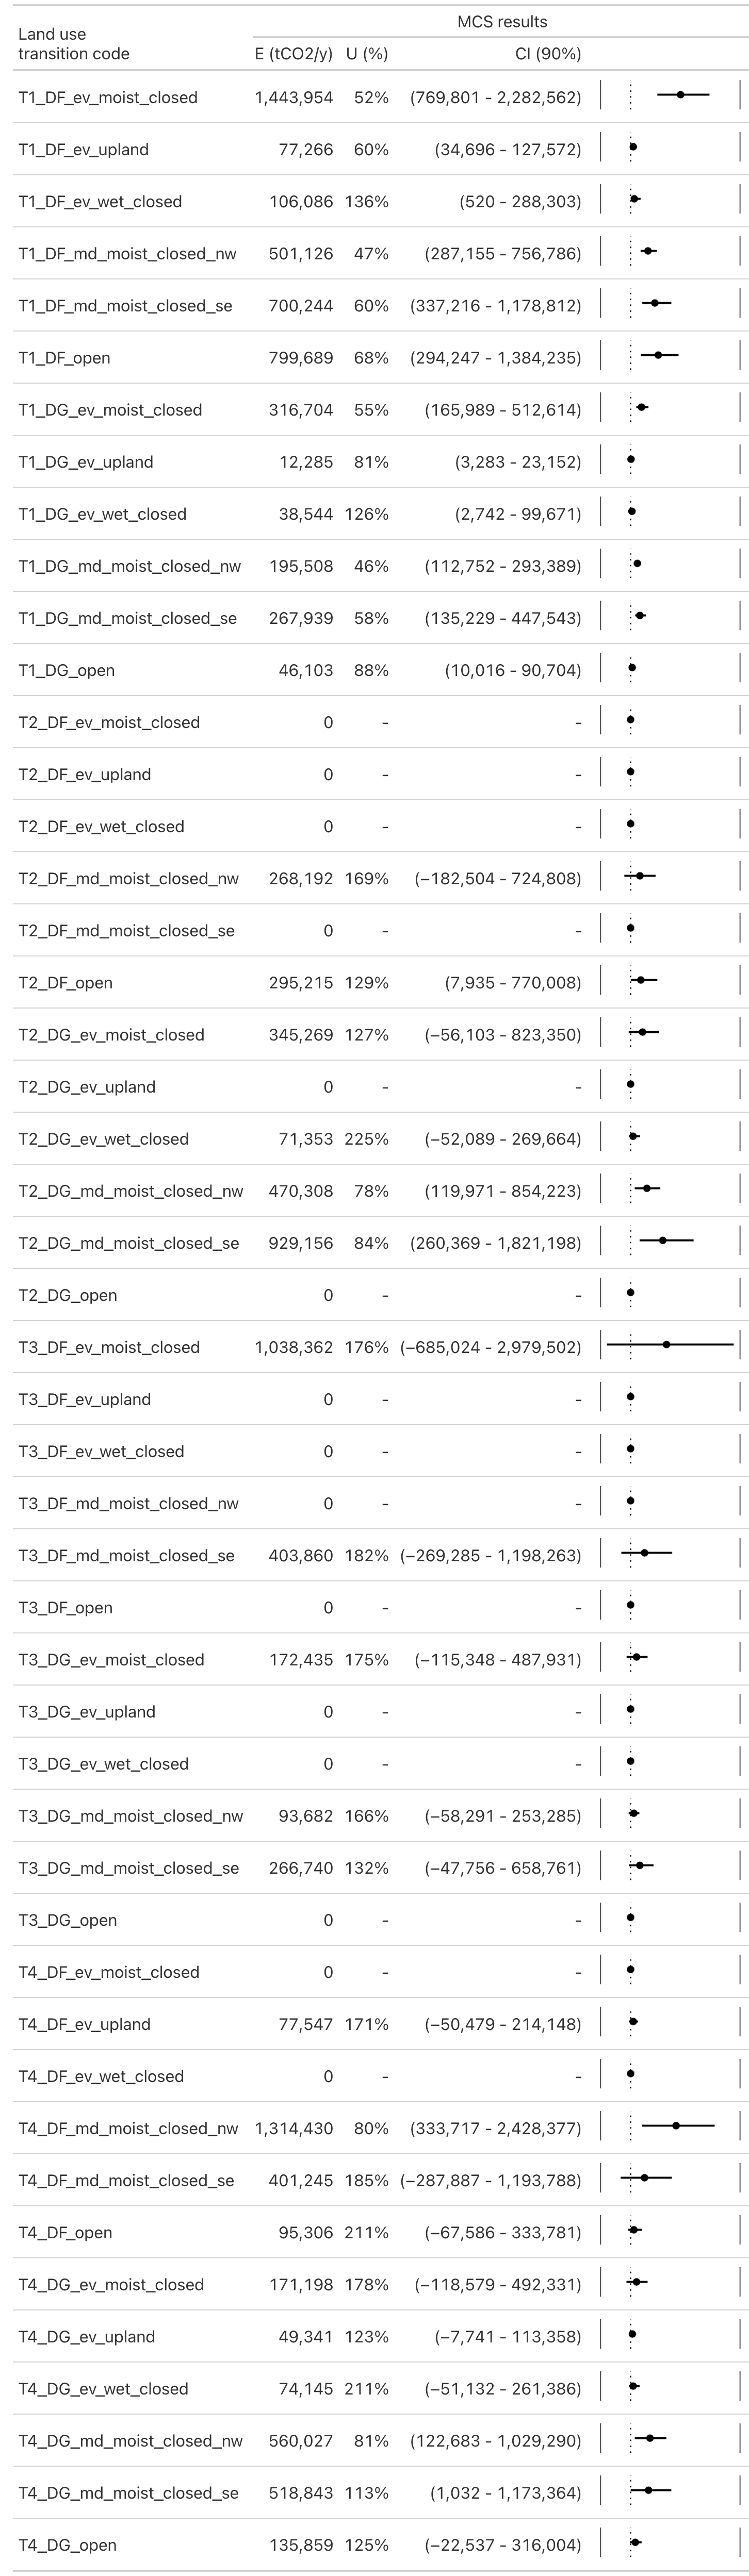 MCS results
Land use
transition code E (tCO2/y) U (%) CI (90%)
T1_DF_ev_moist_closed 1,443,954 52% (769,801 - 2,282,562)
T1_DF_ev_upland 77,266 60% (34,696 - 127,572)
T1_DF_ev_wet_closed 106,086 136% (520 - 288,303)
T1_DF_md_moist_closed_nw 501,126 47% (287,155 - 756,786)
T1_DF_md_moist_closed_se 700,244 60% (337,216 - 1,178,812)
T1_DF_open 799,689 68% (294,247 - 1,384,235)
T1_DG_ev_moist_closed 316,704 55% (165,989 - 512,614)
T1_DG_ev_upland 12,285 81% (3,283 - 23,152)
T1_DG_ev_wet_closed 38,544 126% (2,742 - 99,671)
T1_DG_md_moist_closed_nw 195,508 46% (112,752 - 293,389)
T1_DG_md_moist_closed_se 267,939 58% (135,229 - 447,543)
T1_DG_open 46,103 88% (10,016 - 90,704)
T2_DF_ev_moist_closed 0 - -
T2_DF_ev_upland 0 - -
T2_DF_ev_wet_closed 0 - -
T2_DF_md_moist_closed_nw 268,192 169% (−182,504 - 724,808)
T2_DF_md_moist_closed_se 0 - -
T2_DF_open 295,215 129% (7,935 - 770,008)
T2_DG_ev_moist_closed 345,269 127% (−56,103 - 823,350)
T2_DG_ev_upland 0 - -
T2_DG_ev_wet_closed 71,353 225% (−52,089 - 269,664)
T2_DG_md_moist_closed_nw 470,308 78% (119,971 - 854,223)
T2_DG_md_moist_closed_se 929,156 84% (260,369 - 1,821,198)
T2_DG_open 0 - -
T3_DF_ev_moist_closed 1,038,362 176% (−685,024 - 2,979,502)
T3_DF_ev_upland 0 - -
T3_DF_ev_wet_closed 0 - -
T3_DF_md_moist_closed_nw 0 - -
T3_DF_md_moist_closed_se 403,860 182% (−269,285 - 1,198,263)
T3_DF_open 0 - -
T3_DG_ev_moist_closed 172,435 175% (−115,348 - 487,931)
T3_DG_ev_upland 0 - -
T3_DG_ev_wet_closed 0 - -
T3_DG_md_moist_closed_nw 93,682 166% (−58,291 - 253,285)
T3_DG_md_moist_closed_se 266,740 132% (−47,756 - 658,761)
T3_DG_open 0 - -
T4_DF_ev_moist_closed 0 - -
T4_DF_ev_upland 77,547 171% (−50,479 - 214,148)
T4_DF_ev_wet_closed 0 - -
T4_DF_md_moist_closed_nw 1,314,430 80% (333,717 - 2,428,377)
T4_DF_md_moist_closed_se 401,245 185% (−287,887 - 1,193,788)
T4_DF_open 95,306 211% (−67,586 - 333,781)
T4_DG_ev_moist_closed 171,198 178% (−118,579 - 492,331)
T4_DG_ev_upland 49,341 123% (−7,741 - 113,358)
T4_DG_ev_wet_closed 74,145 211% (−51,132 - 261,386)
T4_DG_md_moist_closed_nw 560,027 81% (122,683 - 1,029,290)
T4_DG_md_moist_closed_se 518,843 113% (1,032 - 1,173,364)
T4_DG_open 135,859 125% (−22,537 - 316,004)